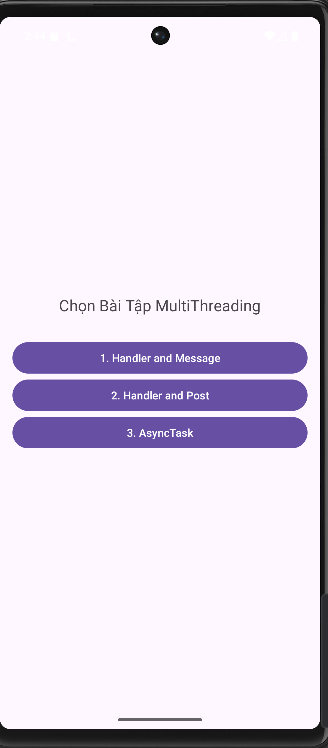 Chọn Bài Tập MultiThreading
1. Handler and Message
2. Handler and Post
3. AsyncTask